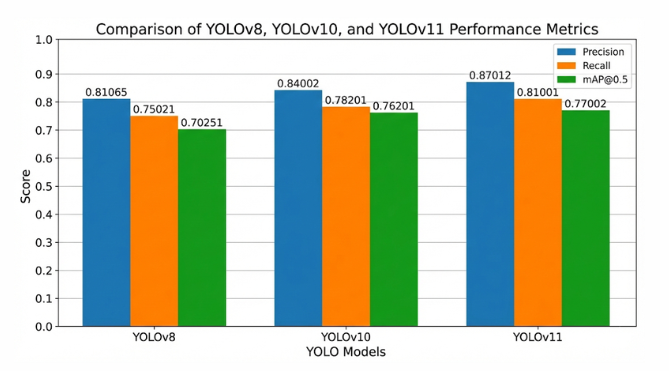 Comparison of YOLOv8, YOLOv10, and YOLOv11 Performance Metrics
Precision
Recall
mAP@0.5
1.0
0.9
0.8
0.7
0.6
0.5
0.4
0.3
0.2
0.1
0.0
Score
0.81065
0.75021
0.70251
0.84002
0.78201
0.76201
0.87012
0.81001
0.77002
YOLOv8
YOLOv10
YOLOv11
YOLO Models